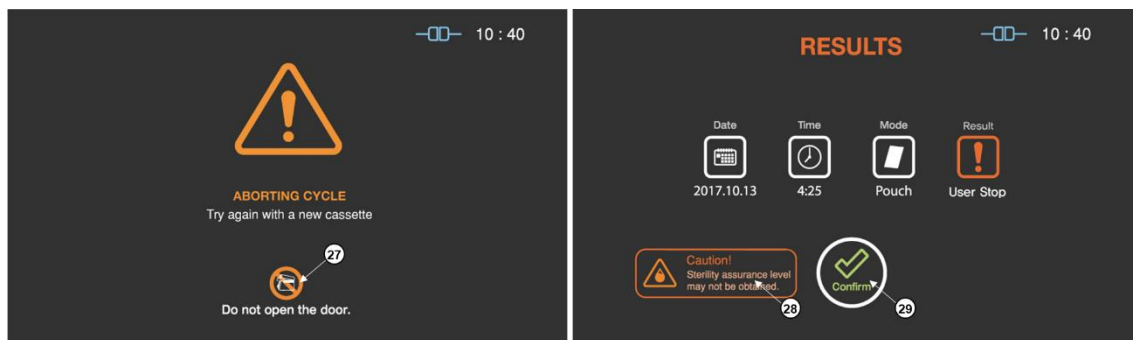 10 : 40
ABORTING CYCLE
Try again with a new cassette
27
Do not open the door.
10 : 40
RESULTS
Date
Time
Mode
Result
2017.10.13
4:25
Pouch
User Stop
Caution!
Sterility assurance level
may not be obtained.
28
Confirm
29